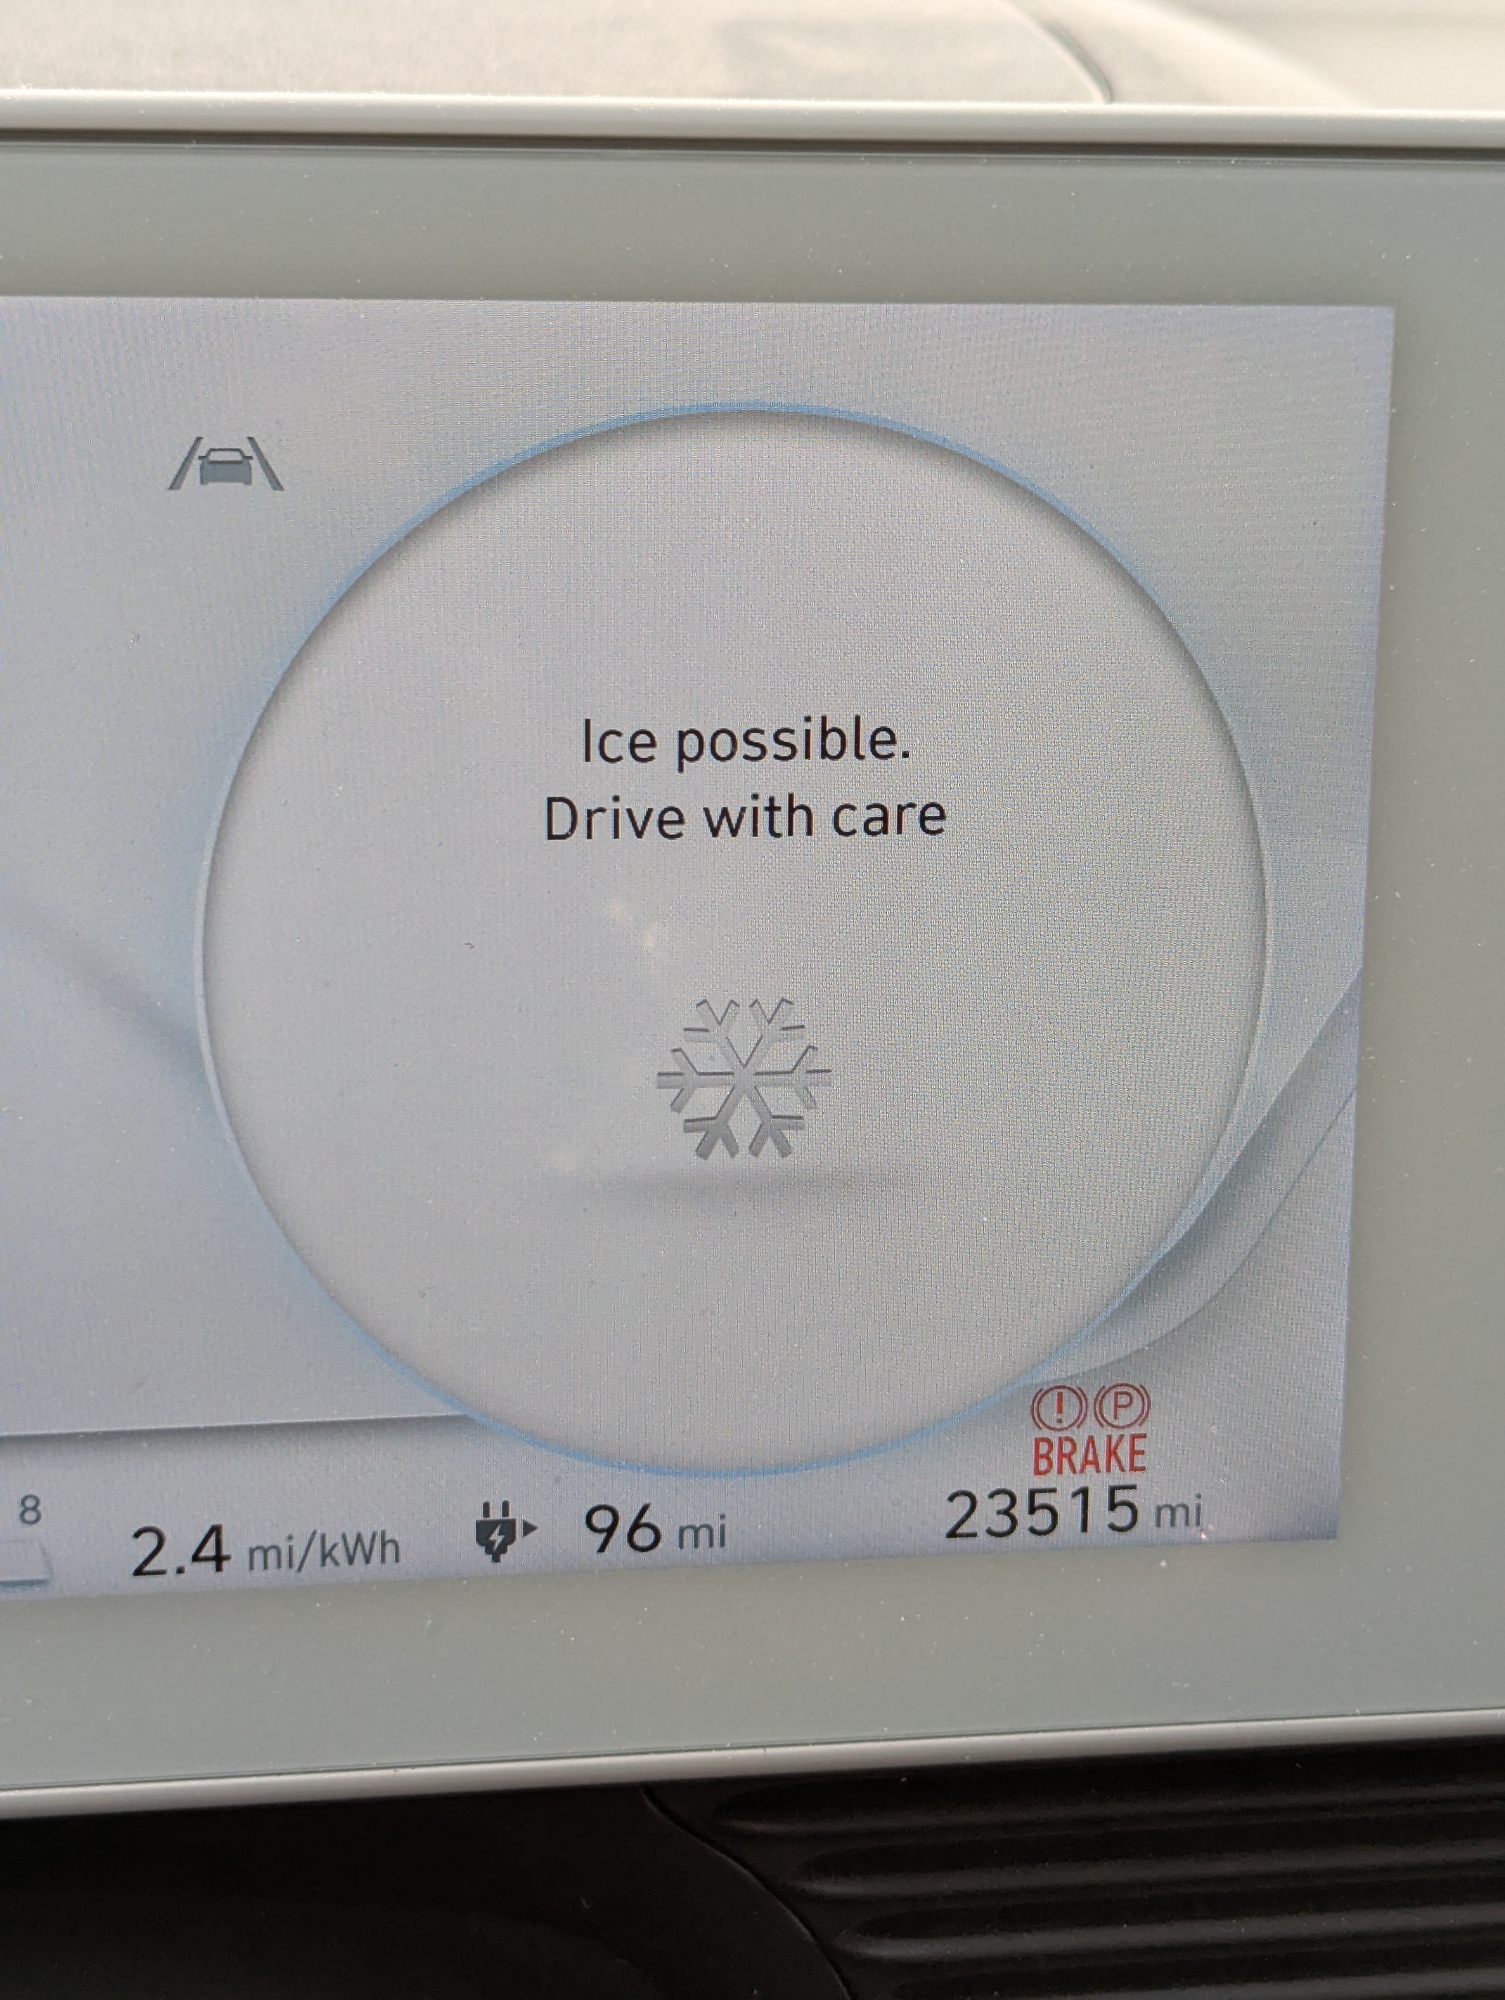 Ice possible.
Drive with care
! P
BRAKE
8
2.4 mi/kWh 96 mi 23515 mi